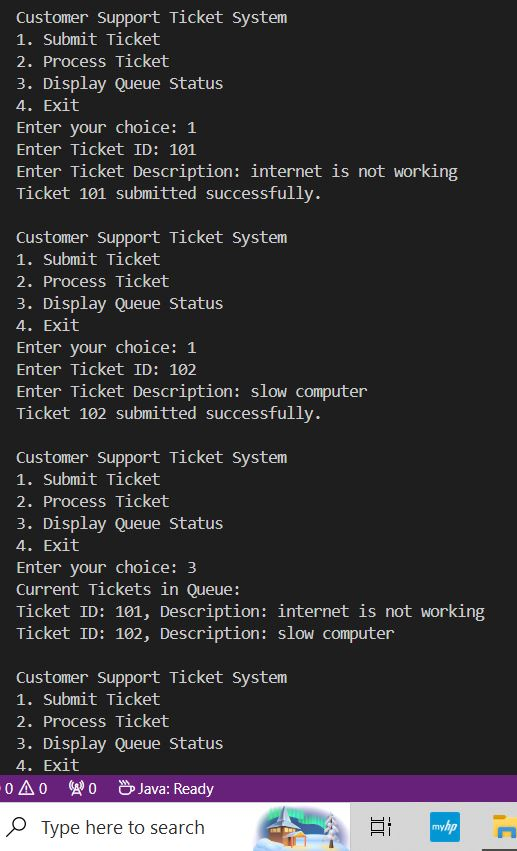 Customer Support Ticket System
1. Submit Ticket
2. Process Ticket
3. Display Queue Status
4. Exit
Enter your choice: 1
Enter Ticket ID: 101
Enter Ticket Description: internet is not working
Ticket 101 submitted successfully.

Customer Support Ticket System
1. Submit Ticket
2. Process Ticket
3. Display Queue Status
4. Exit
Enter your choice: 1
Enter Ticket ID: 102
Enter Ticket Description: slow computer
Ticket 102 submitted successfully.

Customer Support Ticket System
1. Submit Ticket
2. Process Ticket
3. Display Queue Status
4. Exit
Enter your choice: 3
Current Tickets in Queue:
Ticket ID: 101, Description: internet is not working
Ticket ID: 102, Description: slow computer

Customer Support Ticket System
1. Submit Ticket
2. Process Ticket
3. Display Queue Status
4. Exit
0 0 0 Java: Ready
Type here to search myhp